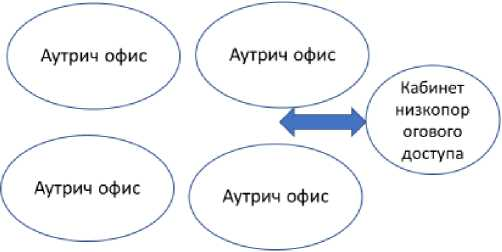 Аутрич офис
Аутрич офис
Кабинет
низкопор
огового
доступа
Аутрич офис
Аутрич офис